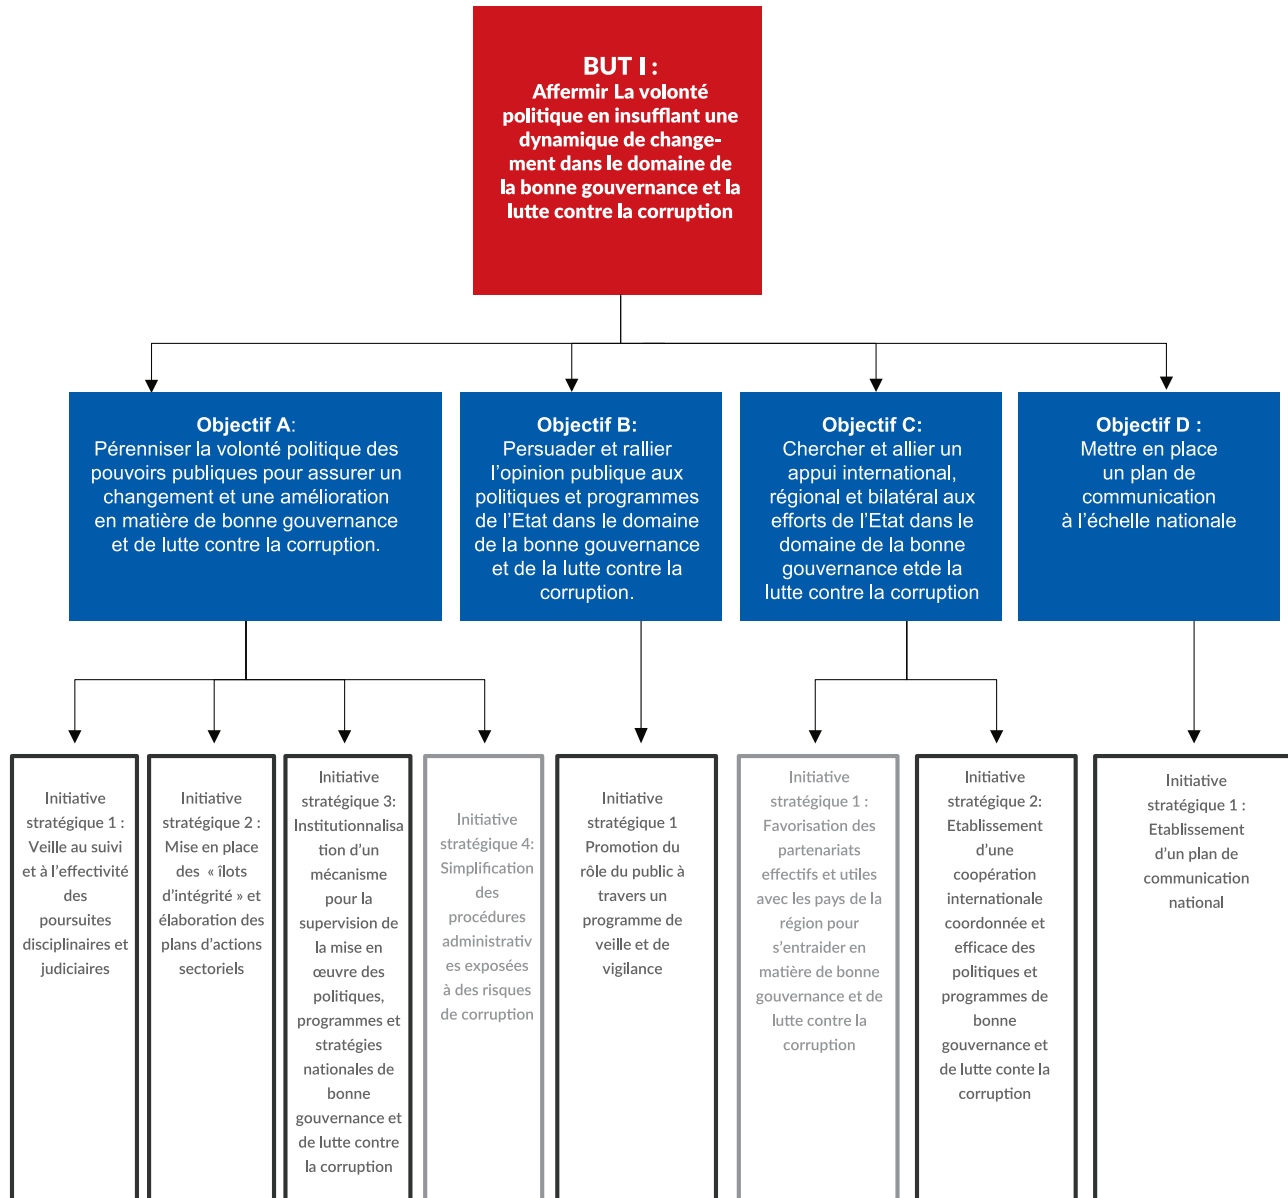 BUT I :
Affermir La volonté
politique en insufflant une
dynamique de change-
ment dans le domaine de
la bonne gouvernance et la
lutte contre la corruption
Objectif A:
Pérenniser la volonté politique des
pouvoirs publiques pour assurer un
changement et une amélioration
en matière de bonne gouvernance
et de lutte contre la corruption.
Objectif B:
Persuader et rallier
l’opinion publique aux
politiques et programmes
de l’Etat dans le domaine
de la bonne gouvernance
et de la lutte contre la
corruption.
Objectif C:
Chercher et allier un
appui international,
régional et bilatéral aux
efforts de l’Etat dans le
domaine de la bonne
gouvernance etde la
lutte contre la corruption
Objectif D :
Mettre en place
un plan de
communication
à l’échelle nationale
Initiative
stratégique 1 :
Veille au suivi
et à l’effectivité
des
poursuites
disciplinaires et
judiciaires
Initiative
stratégique 2 :
Mise en place
des « îlots
d’intégrité » et
élaboration des
plans d’actions
sectoriels
Initiative
stratégique 3:
Institutionnalisa
tion d’un
mécanisme
pour la
supervision de
la mise en
œuvre des
politiques,
programmes et
stratégies
nationales de
bonne
gouvernance et
de lutte contre
la corruption
Initiative
stratégique 4:
Simplification
des
procédures
administrativ
es exposées
à des risques
de corruption
Initiative
stratégique 1
Promotion du
rôle du public à
travers un
programme de
veille et de
vigilance
Initiative
stratégique 1 :
Favorisation des
partenariats
effectifs et utiles
avec les pays de la
région pour
s’entraider en
matière de bonne
gouvernance et de
lutte contre la
corruption
Initiative
stratégique 2:
Etablissement
d’une
coopération
internationale
coordonnée et
efficace des
politiques et
programmes de
bonne
gouvernance et
de lutte conte la
corruption
Initiative
stratégique 1 :
Etablissement
d’un plan de
communication
national